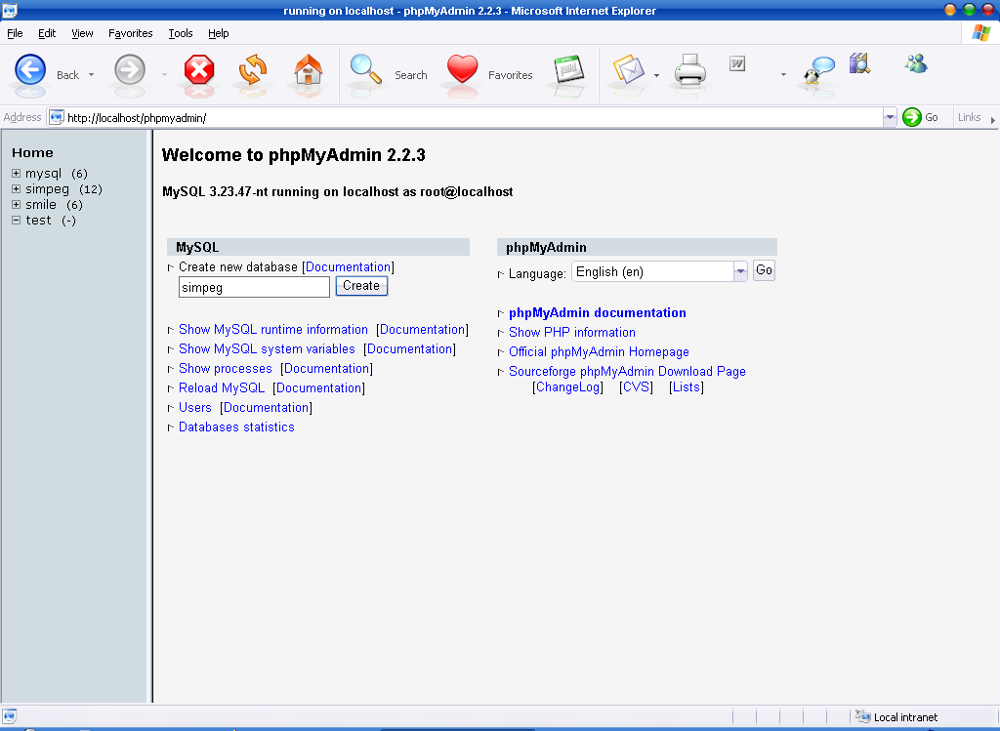 running on localhost - phpMyAdmin 2.2.3 - Microsoft Internet Explorer
File Edit View Favorites Tools Help
Back Search Favorites W
Address http://localhost/phpmyadmin/ Go Links
Home
mysql (6)
simpeg (12)
smile (6)
test (-)
Welcome to phpMyAdmin 2.2.3
MySQL 3.23.47-nt running on localhost as root@localhost
MySQL
Create new database [Documentation]
simpeg Create
Show MySQL runtime information [Documentation]
Show MySQL system variables [Documentation]
Show processes [Documentation]
Reload MySQL [Documentation]
Users [Documentation]
Databases statistics
phpMyAdmin
Language: English (en) Go
phpMyAdmin documentation
Show PHP information
Official phpMyAdmin Homepage
Sourceforge phpMyAdmin Download Page
[ChangeLog] [CVS] [Lists]
Local intranet